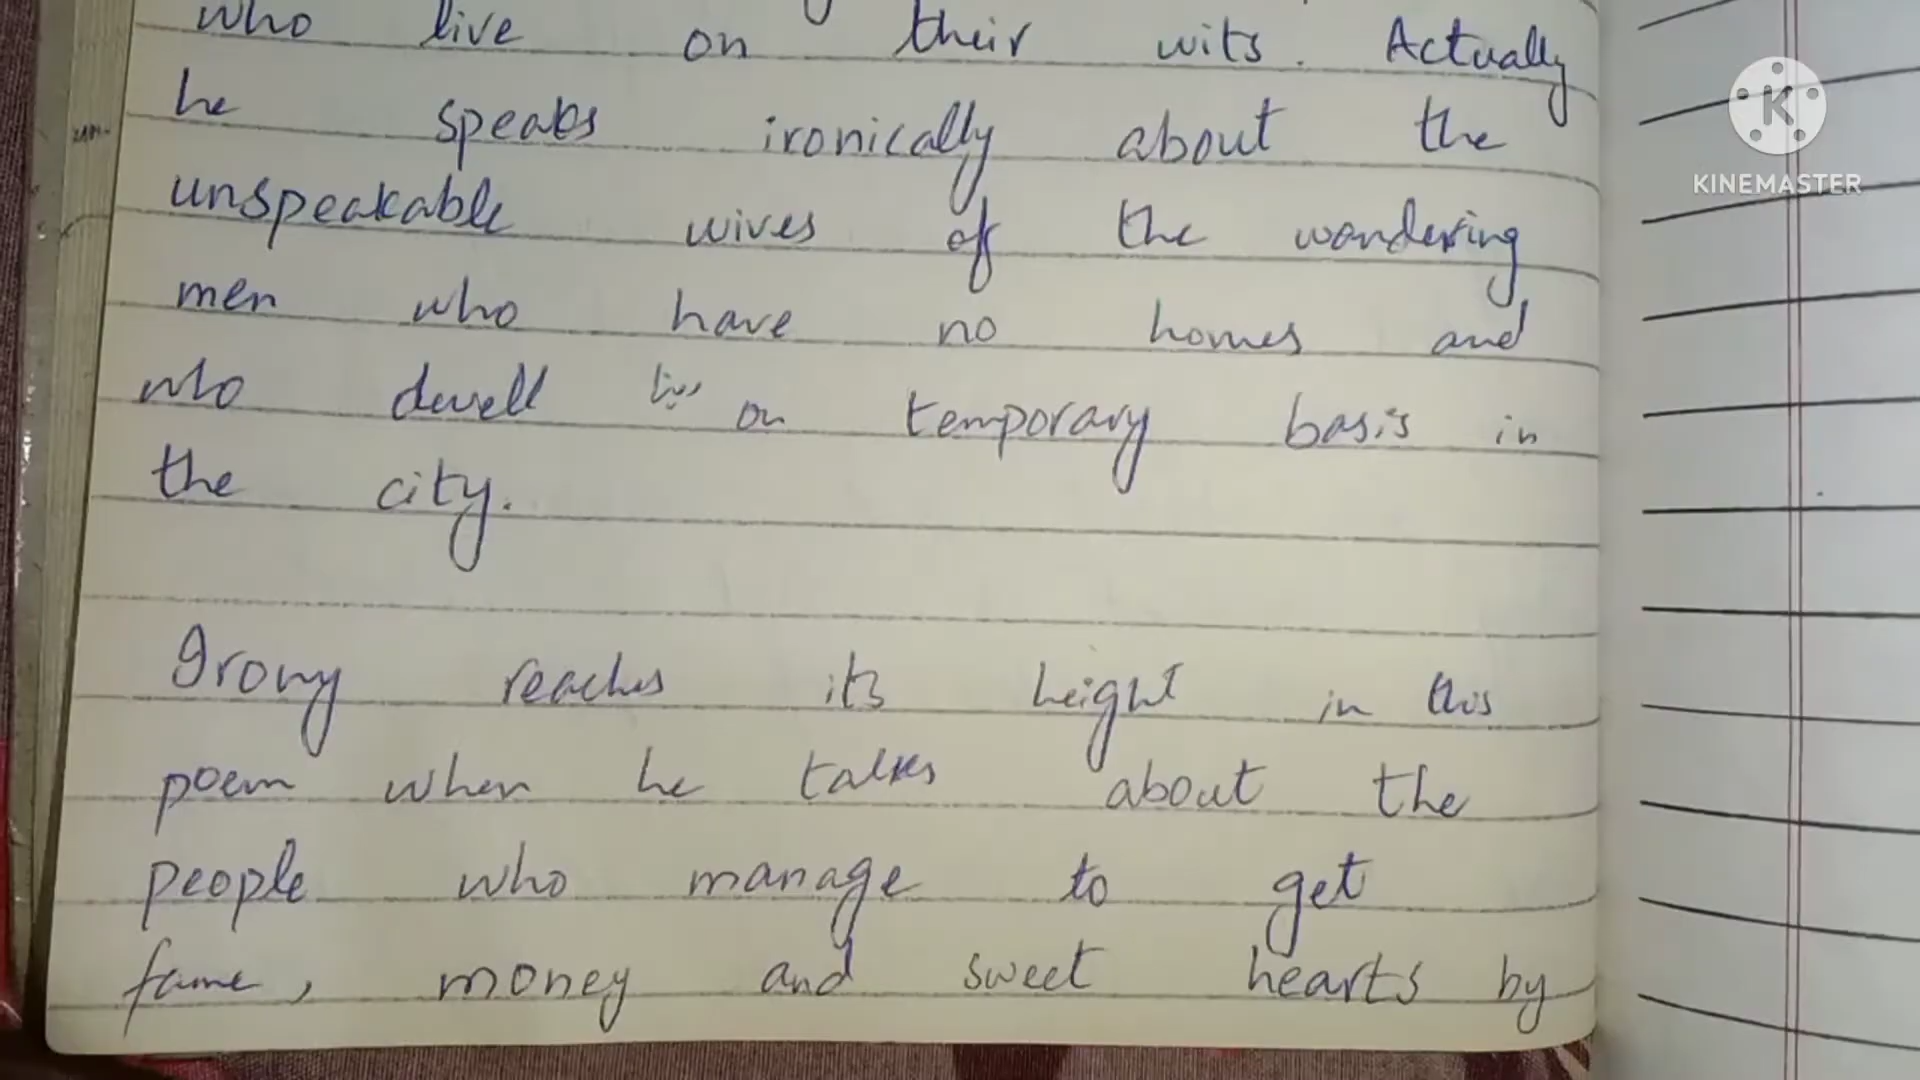 who live on their wits. Actually
he speaks ironically about the
unspeakable wives of the wandering
men who have no homes and
who dwell on temporary basis in
the city.
Irony reaches its height in this
poem when he talks about the
people who manage to get
fame, money and sweet hearts by
K
KINEMASTER